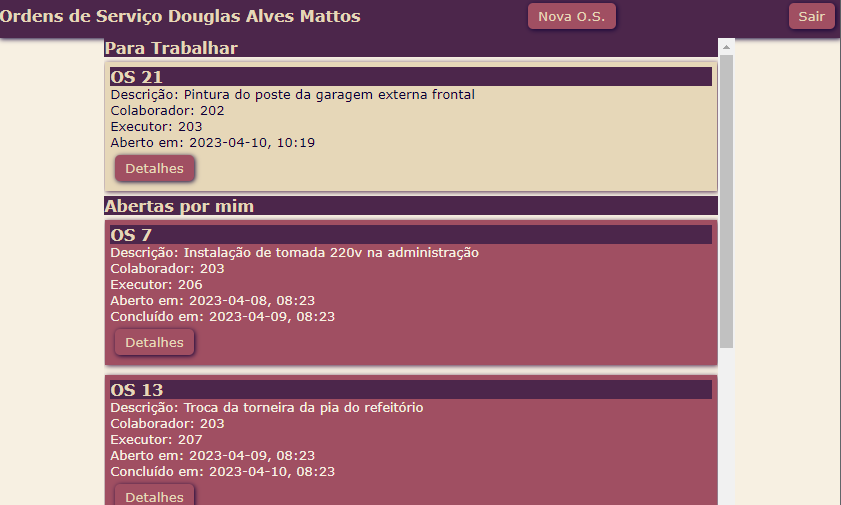 Ordens de Serviço Douglas Alves Mattos
Nova O.S.
Sair
Para Trabalhar
OS 21
Descrição: Pintura do poste da garagem externa frontal
Colaborador: 202
Executor: 203
Aberto em: 2023-04-10, 10:19
Detalhes
Abertas por mim
OS 7
Descrição: Instalação de tomada 220v na administração
Colaborador: 203
Executor: 206
Aberto em: 2023-04-08, 08:23
Concluído em: 2023-04-09, 08:23
Detalhes
OS 13
Descrição: Troca da torneira da pia do refeitório
Colaborador: 203
Executor: 207
Aberto em: 2023-04-09, 08:23
Concluído em: 2023-04-10, 08:23
Detalhes